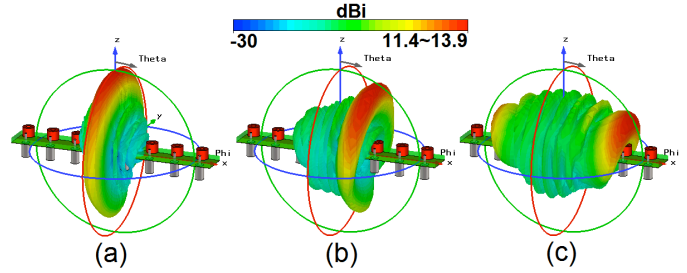 dBi
-30 11.4~13.9
z Theta y Phi x
z Theta Phi x
z Theta Phi x
(a) (b) (c)